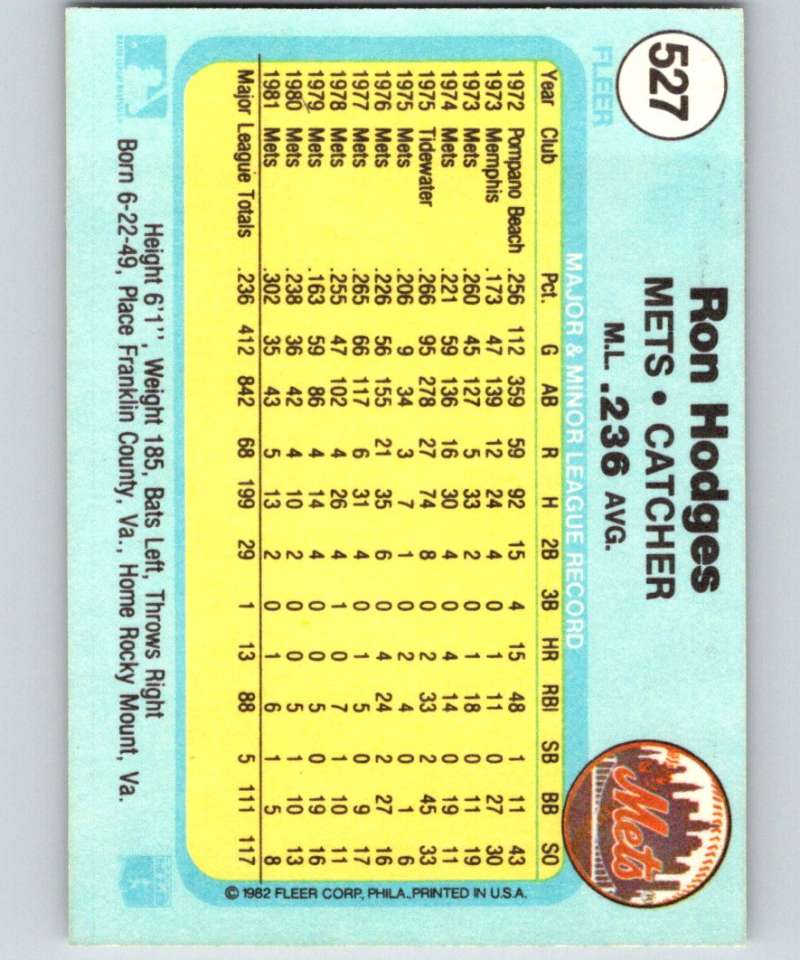 527
FLEER
Ron Hodges
METS • CATCHER
M.L. .236 AVG.
Mets
MAJOR & MINOR LEAGUE RECORD
Year Club Pct. G AB R H 2B 3B HR RBI SB BB SO
1972 Pompano Beach .256 112 359 59 92 15 4 15 48 1 11 43
1973 Memphis .173 47 139 12 24 4 0 1 11 0 27 30
1973 Mets .260 45 127 5 33 2 0 1 18 0 11 19
1974 Mets .221 59 136 16 30 4 0 4 14 0 19 11
1975 Tidewater .266 95 278 27 74 8 0 2 33 2 45 33
1975 Mets .206 9 34 3 7 1 0 2 4 0 1 6
1976 Mets .226 56 155 21 35 6 0 4 24 2 27 16
1977 Mets .265 66 117 6 31 4 0 1 5 0 9 17
1978 Mets .255 47 102 4 26 4 1 0 7 1 10 11
1979 Mets .163 59 86 4 14 4 0 0 5 0 19 16
1980 Mets .238 36 42 4 10 2 0 0 5 1 10 13
1981 Mets .302 35 43 5 13 2 0 1 6 1 5 8
Major League Totals .236 412 842 68 199 29 1 13 88 5 111 117
© 1982 FLEER CORP., PHILA., PRINTED IN U.S.A.
Height 6'1", Weight 185, Bats Left, Throws Right
Born 6-22-49, Place Franklin County, Va., Home Rocky Mount, Va.